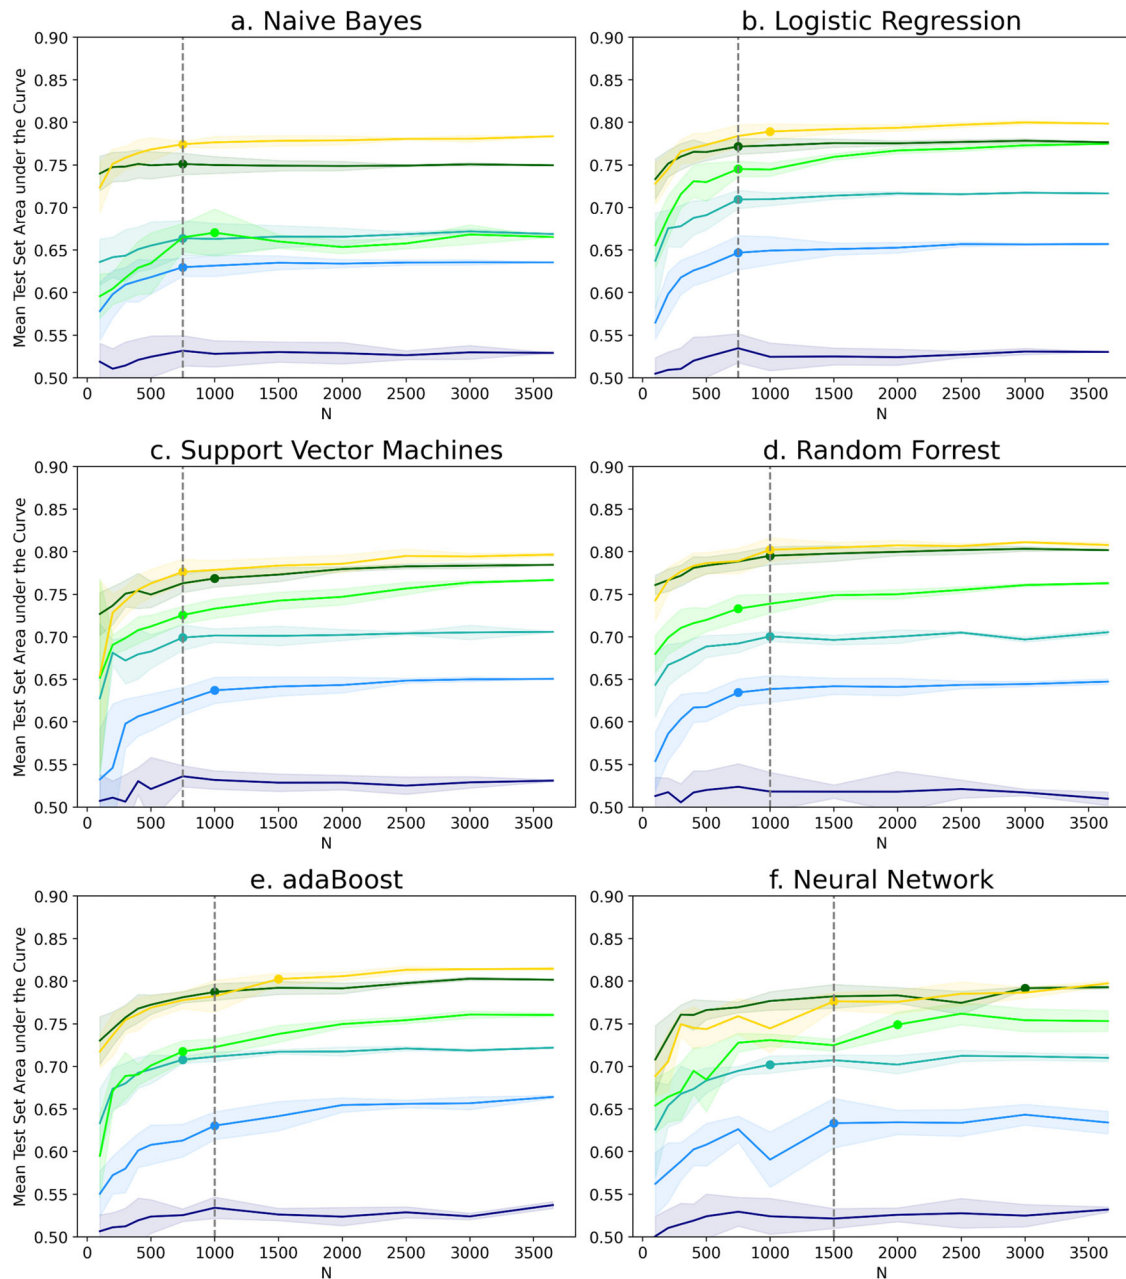 a. Naive Bayes
Mean Test Set Area under the Curve
0.90
0.85
0.80
0.75
0.70
0.65
0.60
0.55
0.50
0 500 1000 1500 2000 2500 3000 3500
N
b. Logistic Regression
0.90
0.85
0.80
0.75
0.70
0.65
0.60
0.55
0.50
0 500 1000 1500 2000 2500 3000 3500
N
c. Support Vector Machines
Mean Test Set Area under the Curve
0.90
0.85
0.80
0.75
0.70
0.65
0.60
0.55
0.50
0 500 1000 1500 2000 2500 3000 3500
N
d. Random Forrest
0.90
0.85
0.80
0.75
0.70
0.65
0.60
0.55
0.50
0 500 1000 1500 2000 2500 3000 3500
N
e. adaBoost
Mean Test Set Area under the Curve
0.90
0.85
0.80
0.75
0.70
0.65
0.60
0.55
0.50
0 500 1000 1500 2000 2500 3000 3500
N
f. Neural Network
0.90
0.85
0.80
0.75
0.70
0.65
0.60
0.55
0.50
0 500 1000 1500 2000 2500 3000 3500
N